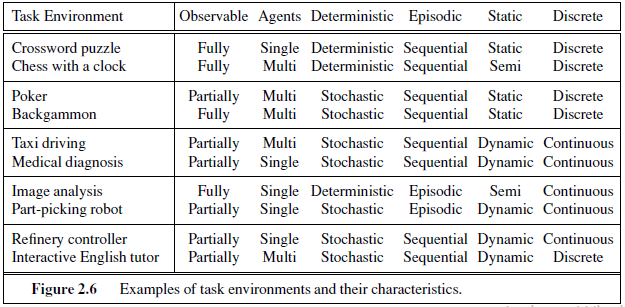 Task Environment Observable Agents Deterministic Episodic Static Discrete
Crossword puzzle Fully Single Deterministic Sequential Static Discrete
Chess with a clock Fully Multi Deterministic Sequential Semi Discrete
Poker Partially Multi Stochastic Sequential Static Discrete
Backgammon Fully Multi Stochastic Sequential Static Discrete
Taxi driving Partially Multi Stochastic Sequential Dynamic Continuous
Medical diagnosis Partially Single Stochastic Sequential Dynamic Continuous
Image analysis Fully Single Deterministic Episodic Semi Continuous
Part-picking robot Partially Single Stochastic Episodic Dynamic Continuous
Refinery controller Partially Single Stochastic Sequential Dynamic Continuous
Interactive English tutor Partially Multi Stochastic Sequential Dynamic Discrete
Figure 2.6 Examples of task environments and their characteristics.